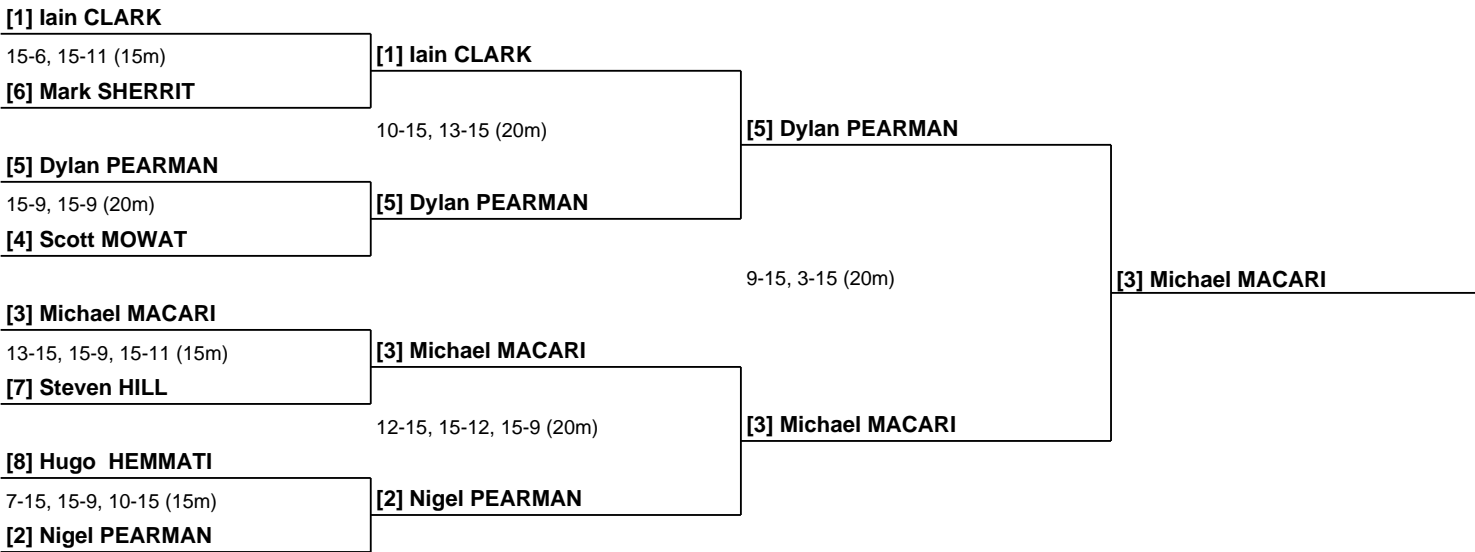 [1] Iain CLARK
15-6, 15-11 (15m)
[6] Mark SHERRIT
[5] Dylan PEARMAN
15-9, 15-9 (20m)
[4] Scott MOWAT
[3] Michael MACARI
13-15, 15-9, 15-11 (15m)
[7] Steven HILL
[8] Hugo  HEMMATI
7-15, 15-9, 10-15 (15m)
[2] Nigel PEARMAN
[1] Iain CLARK
10-15, 13-15 (20m)
[5] Dylan PEARMAN
[3] Michael MACARI
12-15, 15-12, 15-9 (20m)
[2] Nigel PEARMAN
[5] Dylan PEARMAN
9-15, 3-15 (20m)
[3] Michael MACARI
[3] Michael MACARI